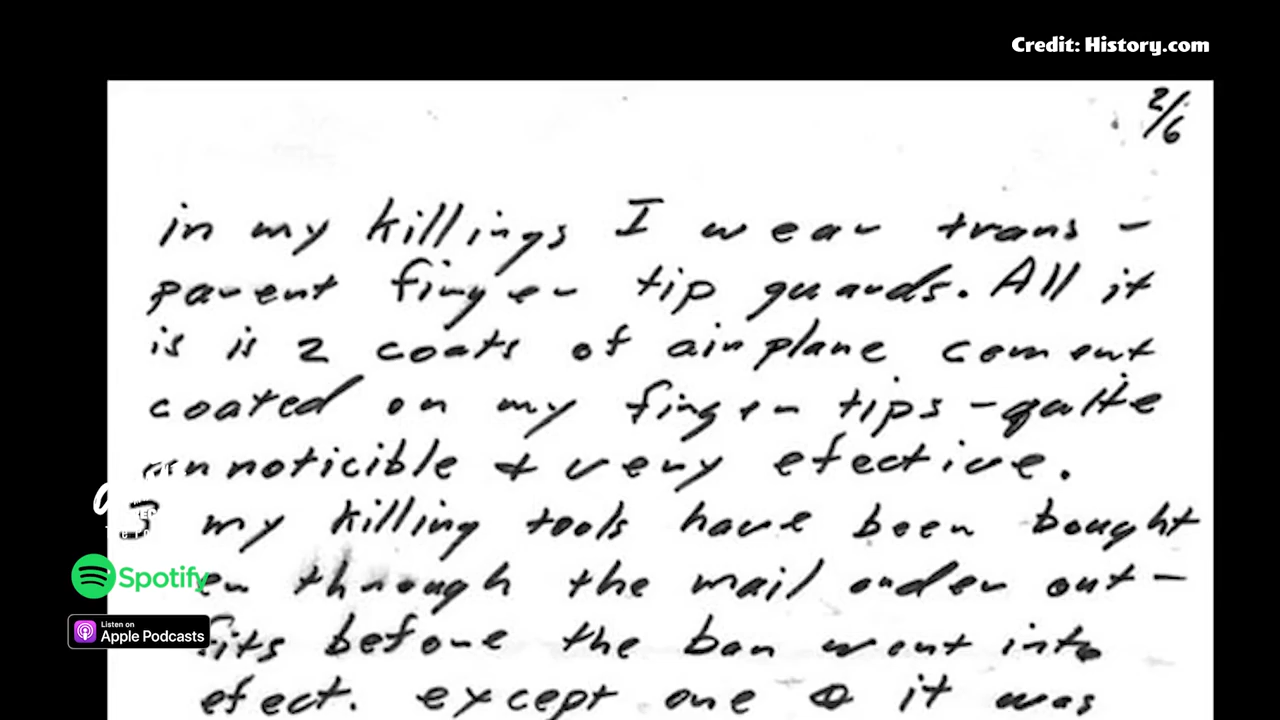 Credit: History.com
2/6
in my killings I wear trans -
parent finger tip guards. All it
is is 2 coats of airplane coment
coated on my finger tips - quite
unnoticible & very efective.
3 my killing tools have been bought
en through the mail order out -
fits before the ban went into
efect. except one & it was
Spotify
Listen on
Apple Podcasts